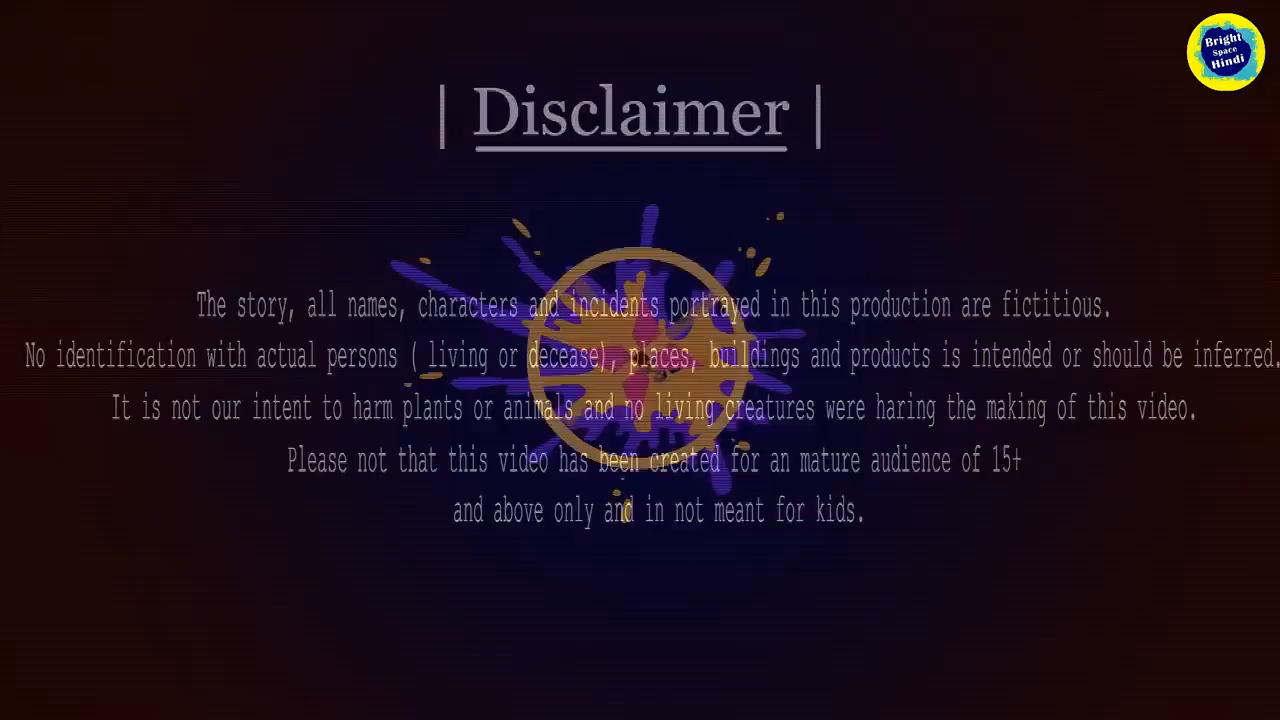 Bright
Space
Hindi
| Disclaimer |
The story, all names, characters and incidents portrayed in this production are fictitious.
No identification with actual persons ( living or decease), places, buildings and products is intended or should be inferred.
It is not our intent to harm plants or animals and no living creatures were haring the making of this video.
Please not that this video has been created for an mature audience of 15+
and above only and in not meant for kids.